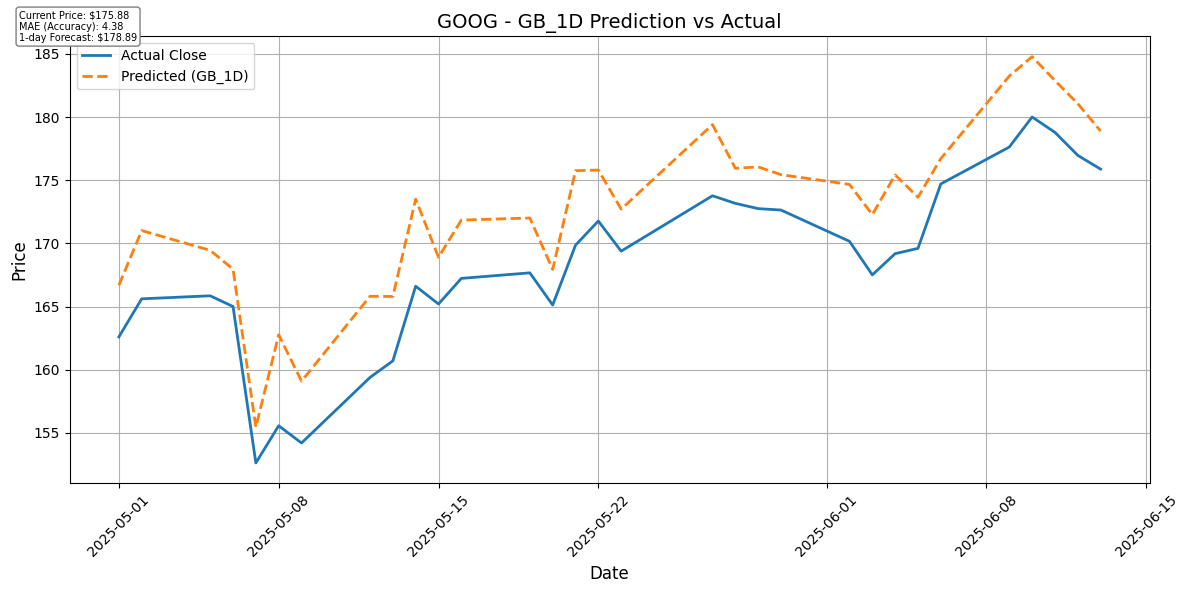 GOOG - GB_1D Prediction vs Actual
Current Price: $175.88
MAE (Accuracy): 4.38
1-day Forecast: $178.89
Actual Close
Predicted (GB_1D)
Price
185
180
175
170
165
160
155
2025-05-01
2025-05-08
2025-05-15
2025-05-22
2025-06-01
2025-06-08
2025-06-15
Date